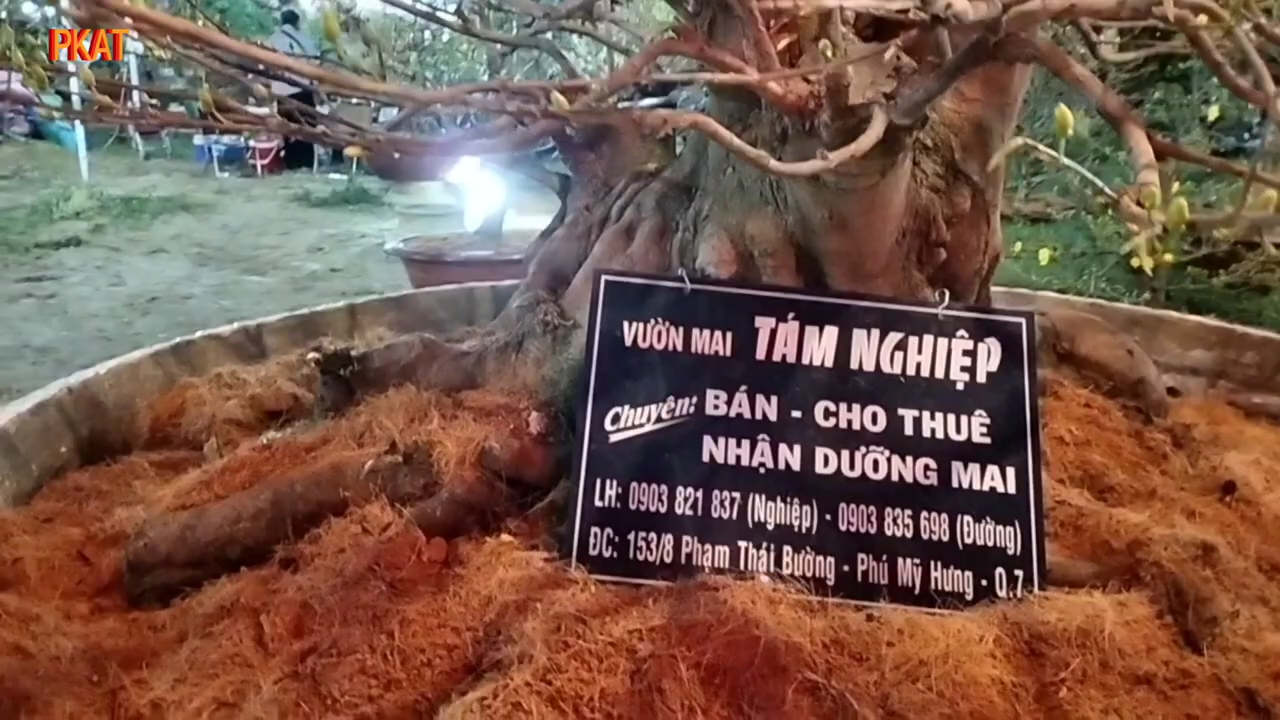 PKAT
VƯỜN MAI TÁM NGHIỆP
Chuyên: BÁN - CHO THUÊ
NHẬN DƯỠNG MAI
LH: 0903 821 837 (Nghiệp) - 0903 835 698 (Đường)
ĐC: 153/8 Phạm Thái Bường - Phú Mỹ Hưng - Q.7